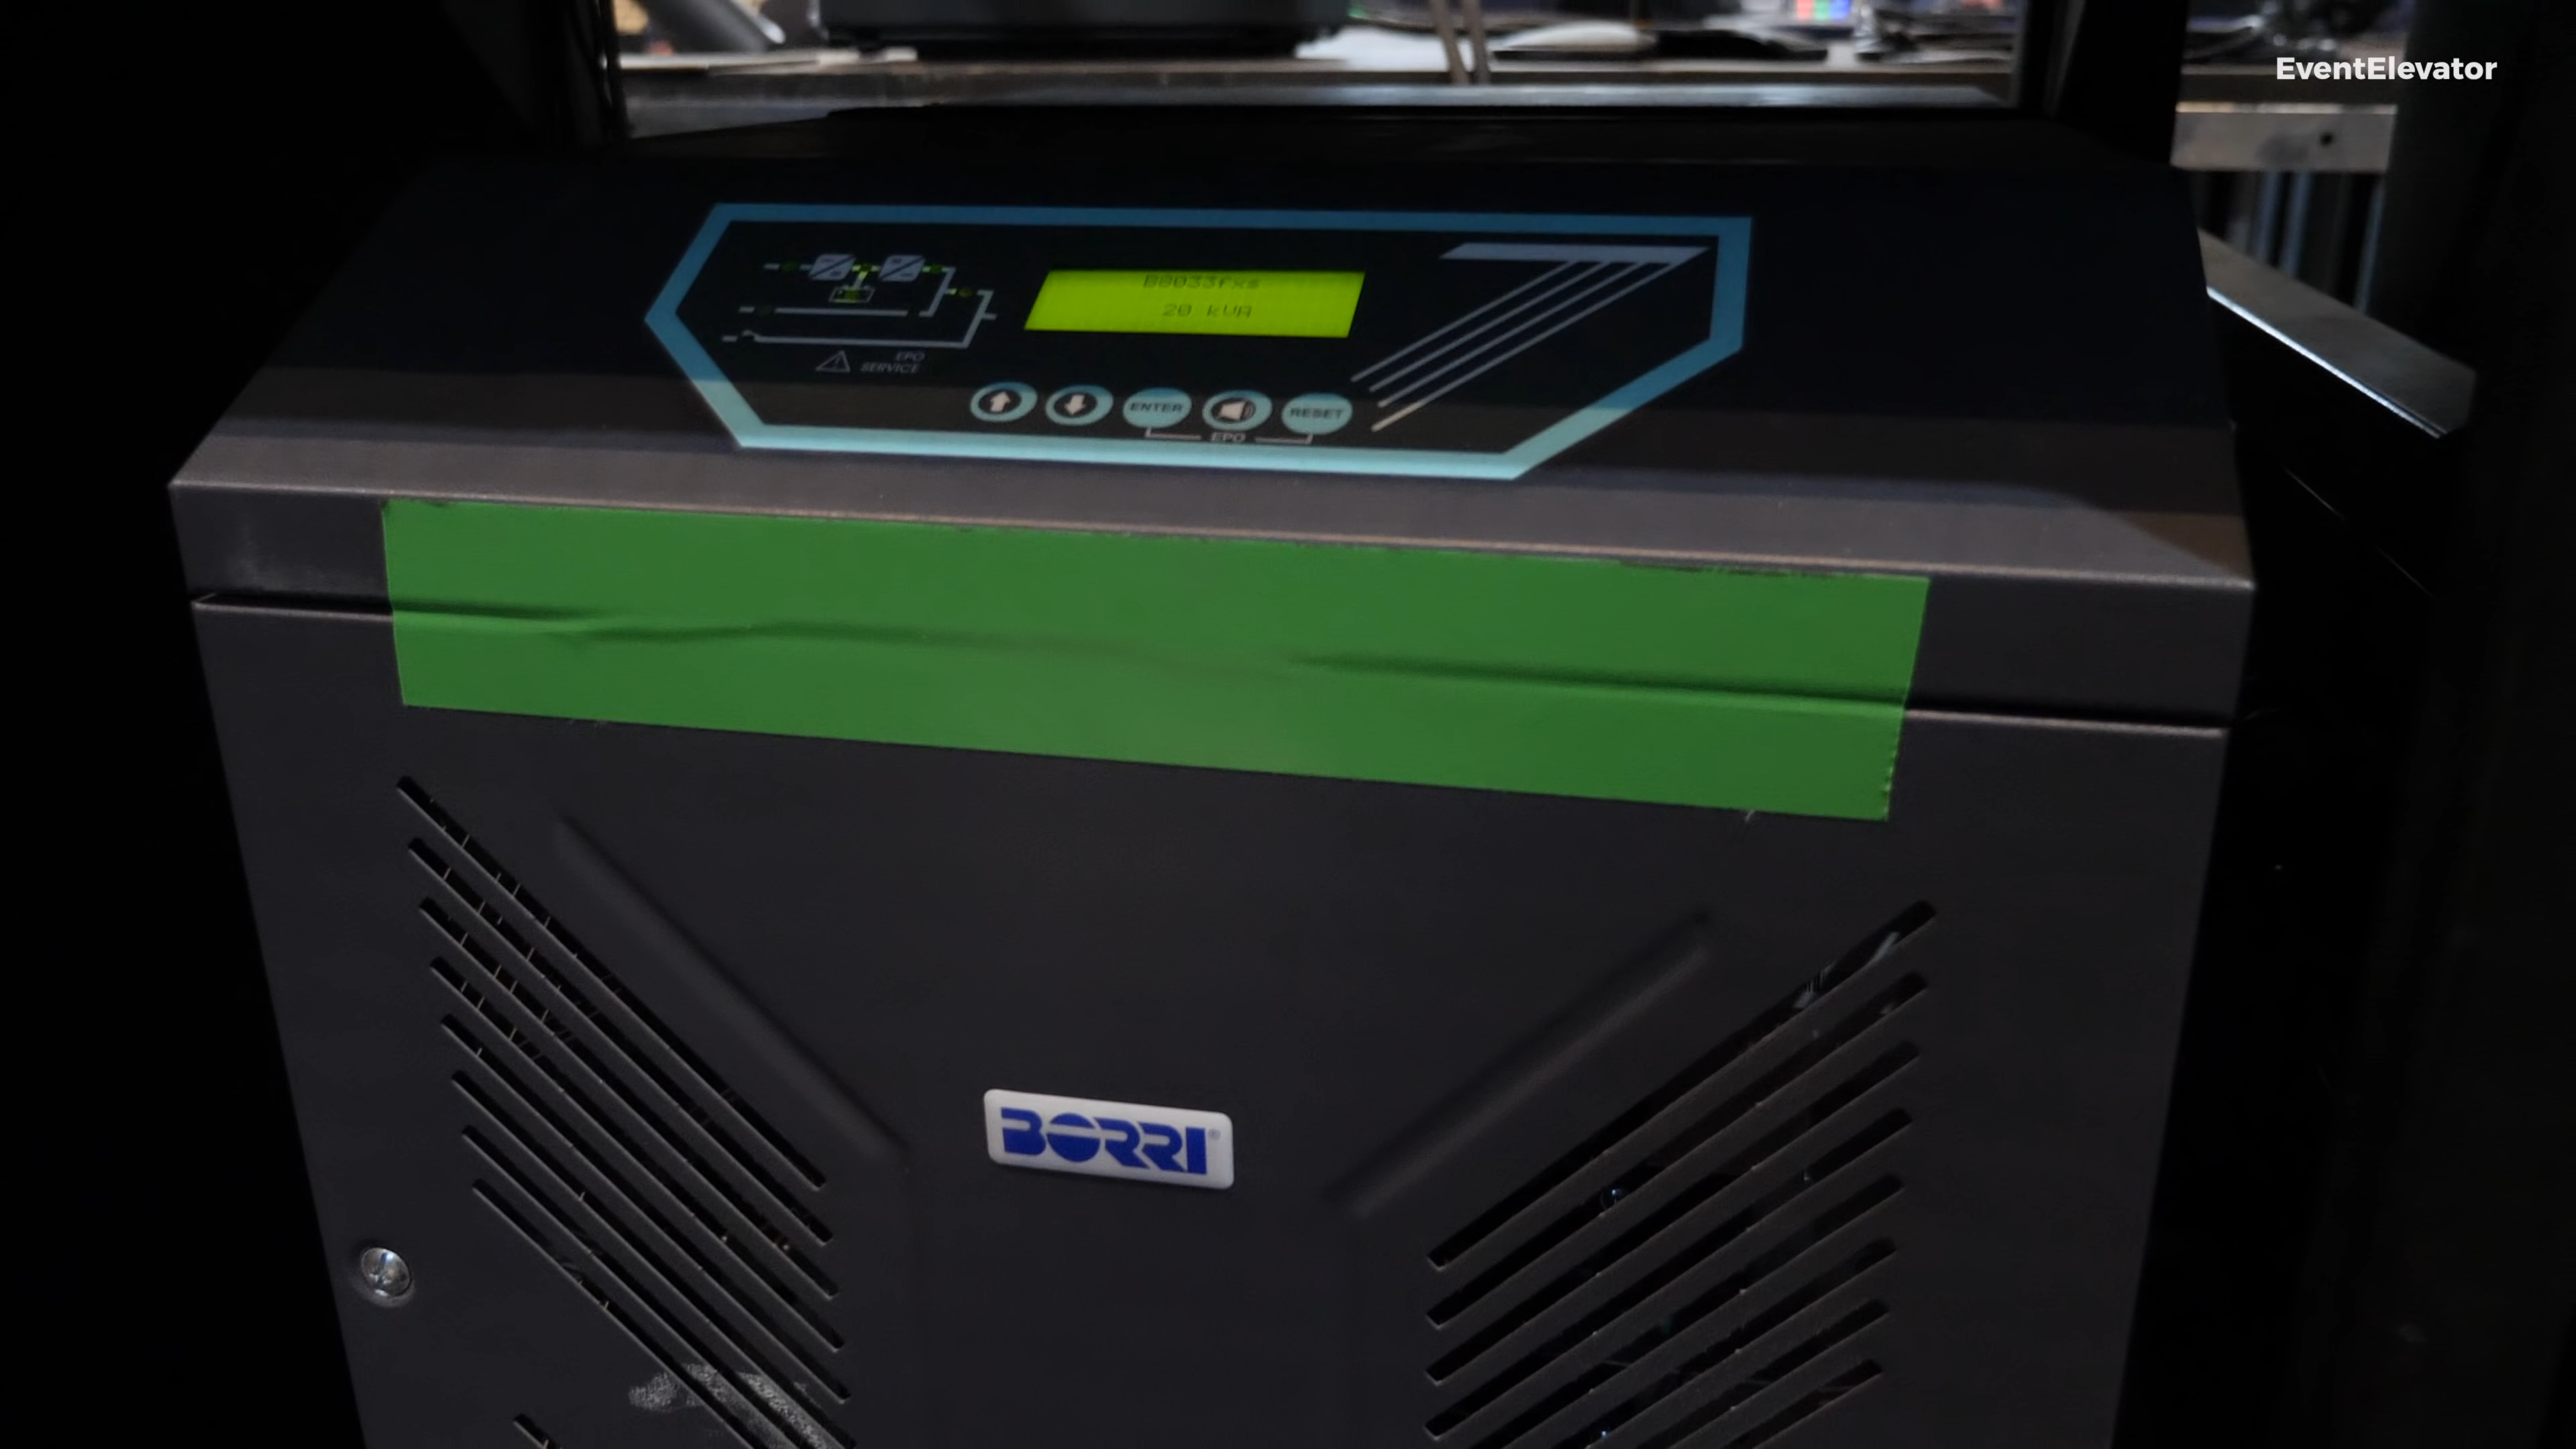 EventElevator
B8033fxs
20 kVA
EPO
SERVICE
ENTER
RESET
EPO
BORRI®